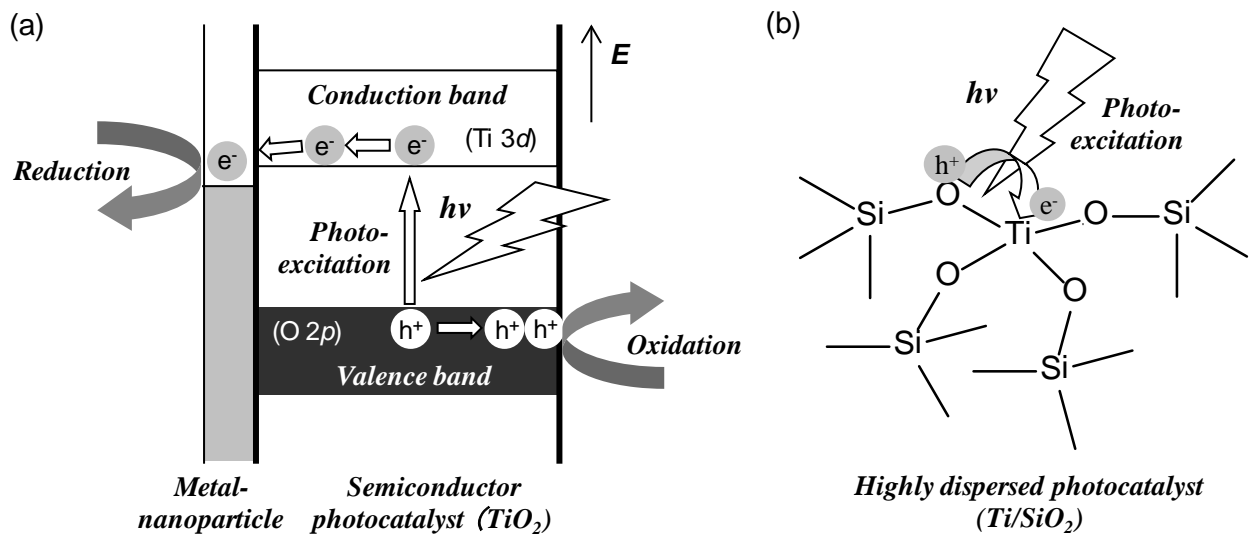 (a)
E
Conduction band
(Ti 3d)
e⁻
e⁻
e⁻
Reduction
hν
Photo-
excitation
(O 2p)
h⁺
h⁺
h⁺
Oxidation
Valence band
Metal-
nanoparticle
Semiconductor
photocatalyst (TiO₂)
(b)
hν
Photo-
excitation
h⁺
e⁻
O
Si
Ti
O
Si
O
O
Si
Si
Highly dispersed photocatalyst
(Ti/SiO₂)